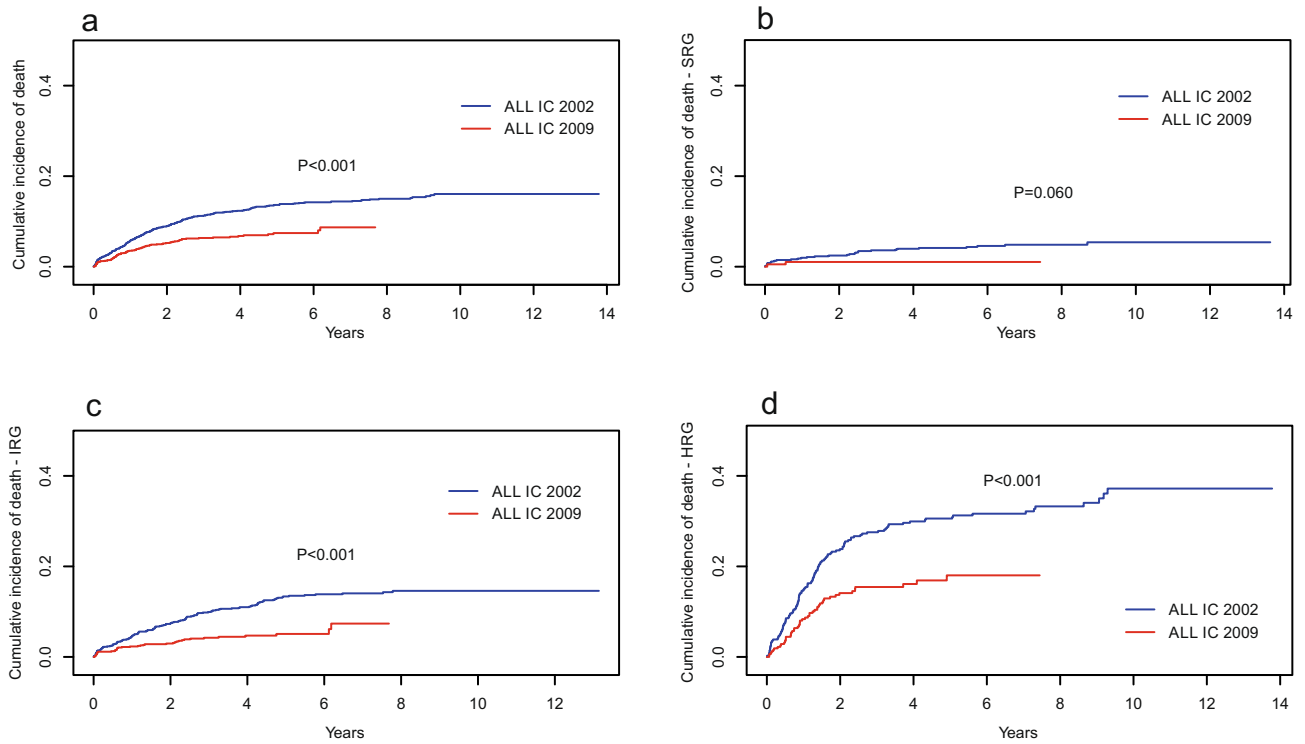 a
Cumulative incidence of death
0.4
0.2
0.0
ALL IC 2002
ALL IC 2009
P<0.001
0 2 4 6 8 10 12 14
Years
b
Cumulative incidence of death - SRG
0.4
0.2
0.0
ALL IC 2002
ALL IC 2009
P=0.060
0 2 4 6 8 10 12 14
Years
c
Cumulative incidence of death - IRG
0.4
0.2
0.0
ALL IC 2002
ALL IC 2009
P<0.001
0 2 4 6 8 10 12
Years
d
Cumulative incidence of death - HRG
0.4
0.2
0.0
P<0.001
ALL IC 2002
ALL IC 2009
0 2 4 6 8 10 12 14
Years